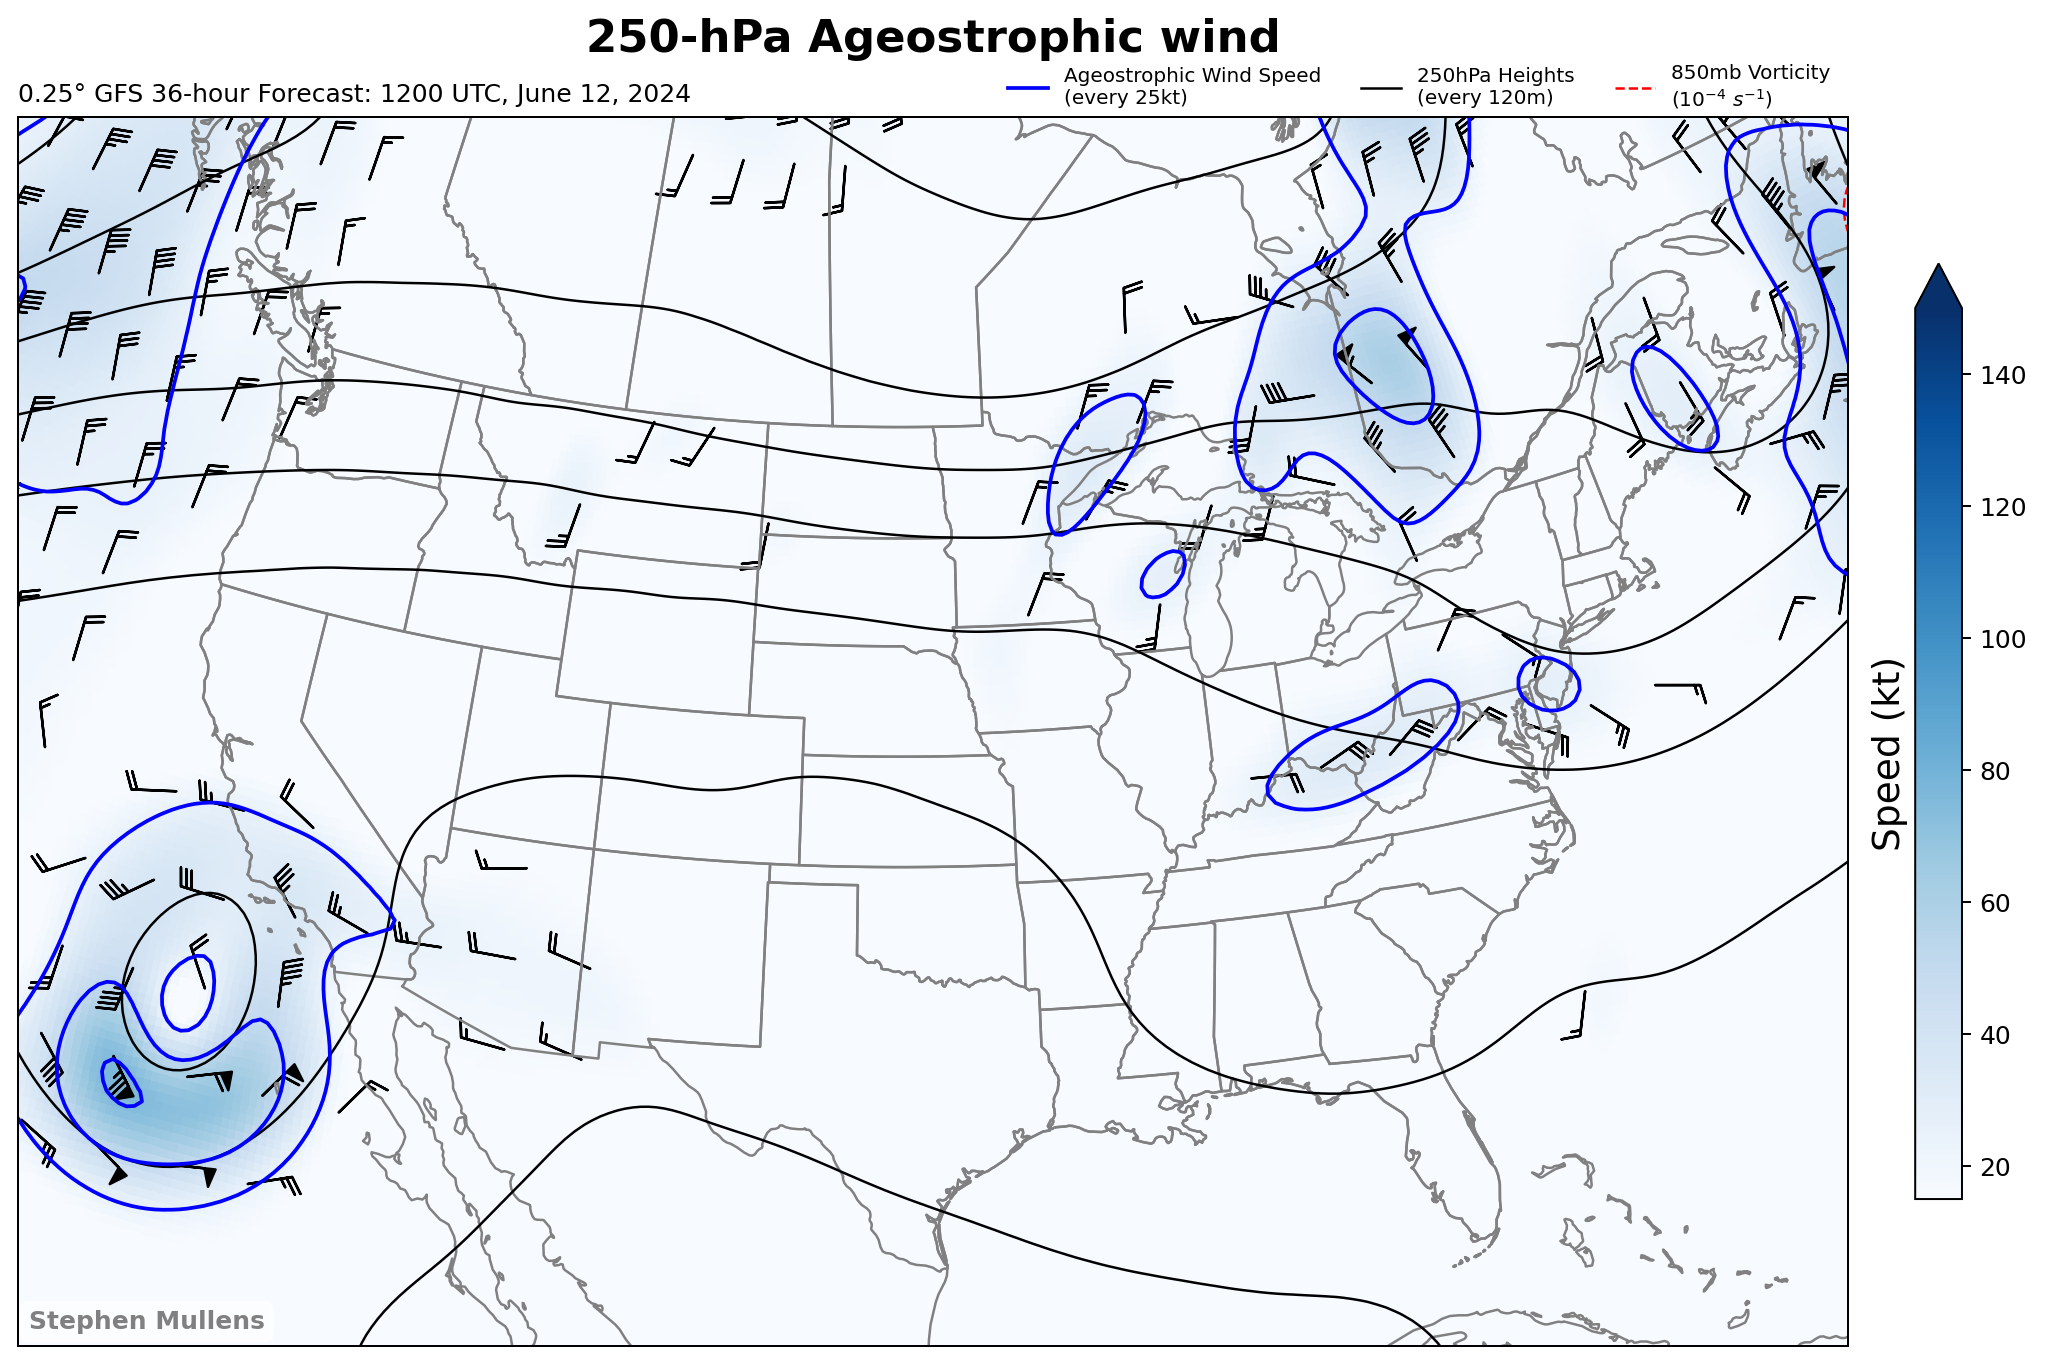 250-hPa Ageostrophic wind
0.25° GFS 36-hour Forecast: 1200 UTC, June 12, 2024
Ageostrophic Wind Speed
(every 25kt)
250hPa Heights
(every 120m)
850mb Vorticity
(10⁻⁴ s⁻¹)
140
120
100
80
60
40
20
Speed (kt)
Stephen Mullens